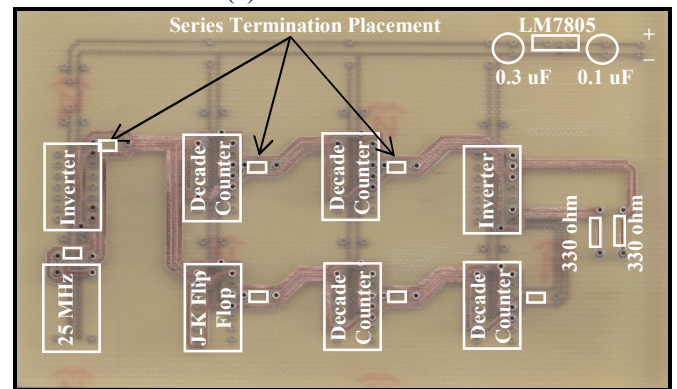 Series Termination Placement
LM7805
+
–
0.3 uF
0.1 uF
Inverter
Decade
Counter
Decade
Counter
Inverter
330 ohm
330 ohm
25 MHz
J-K Flip
Flop
Decade
Counter
Decade
Counter